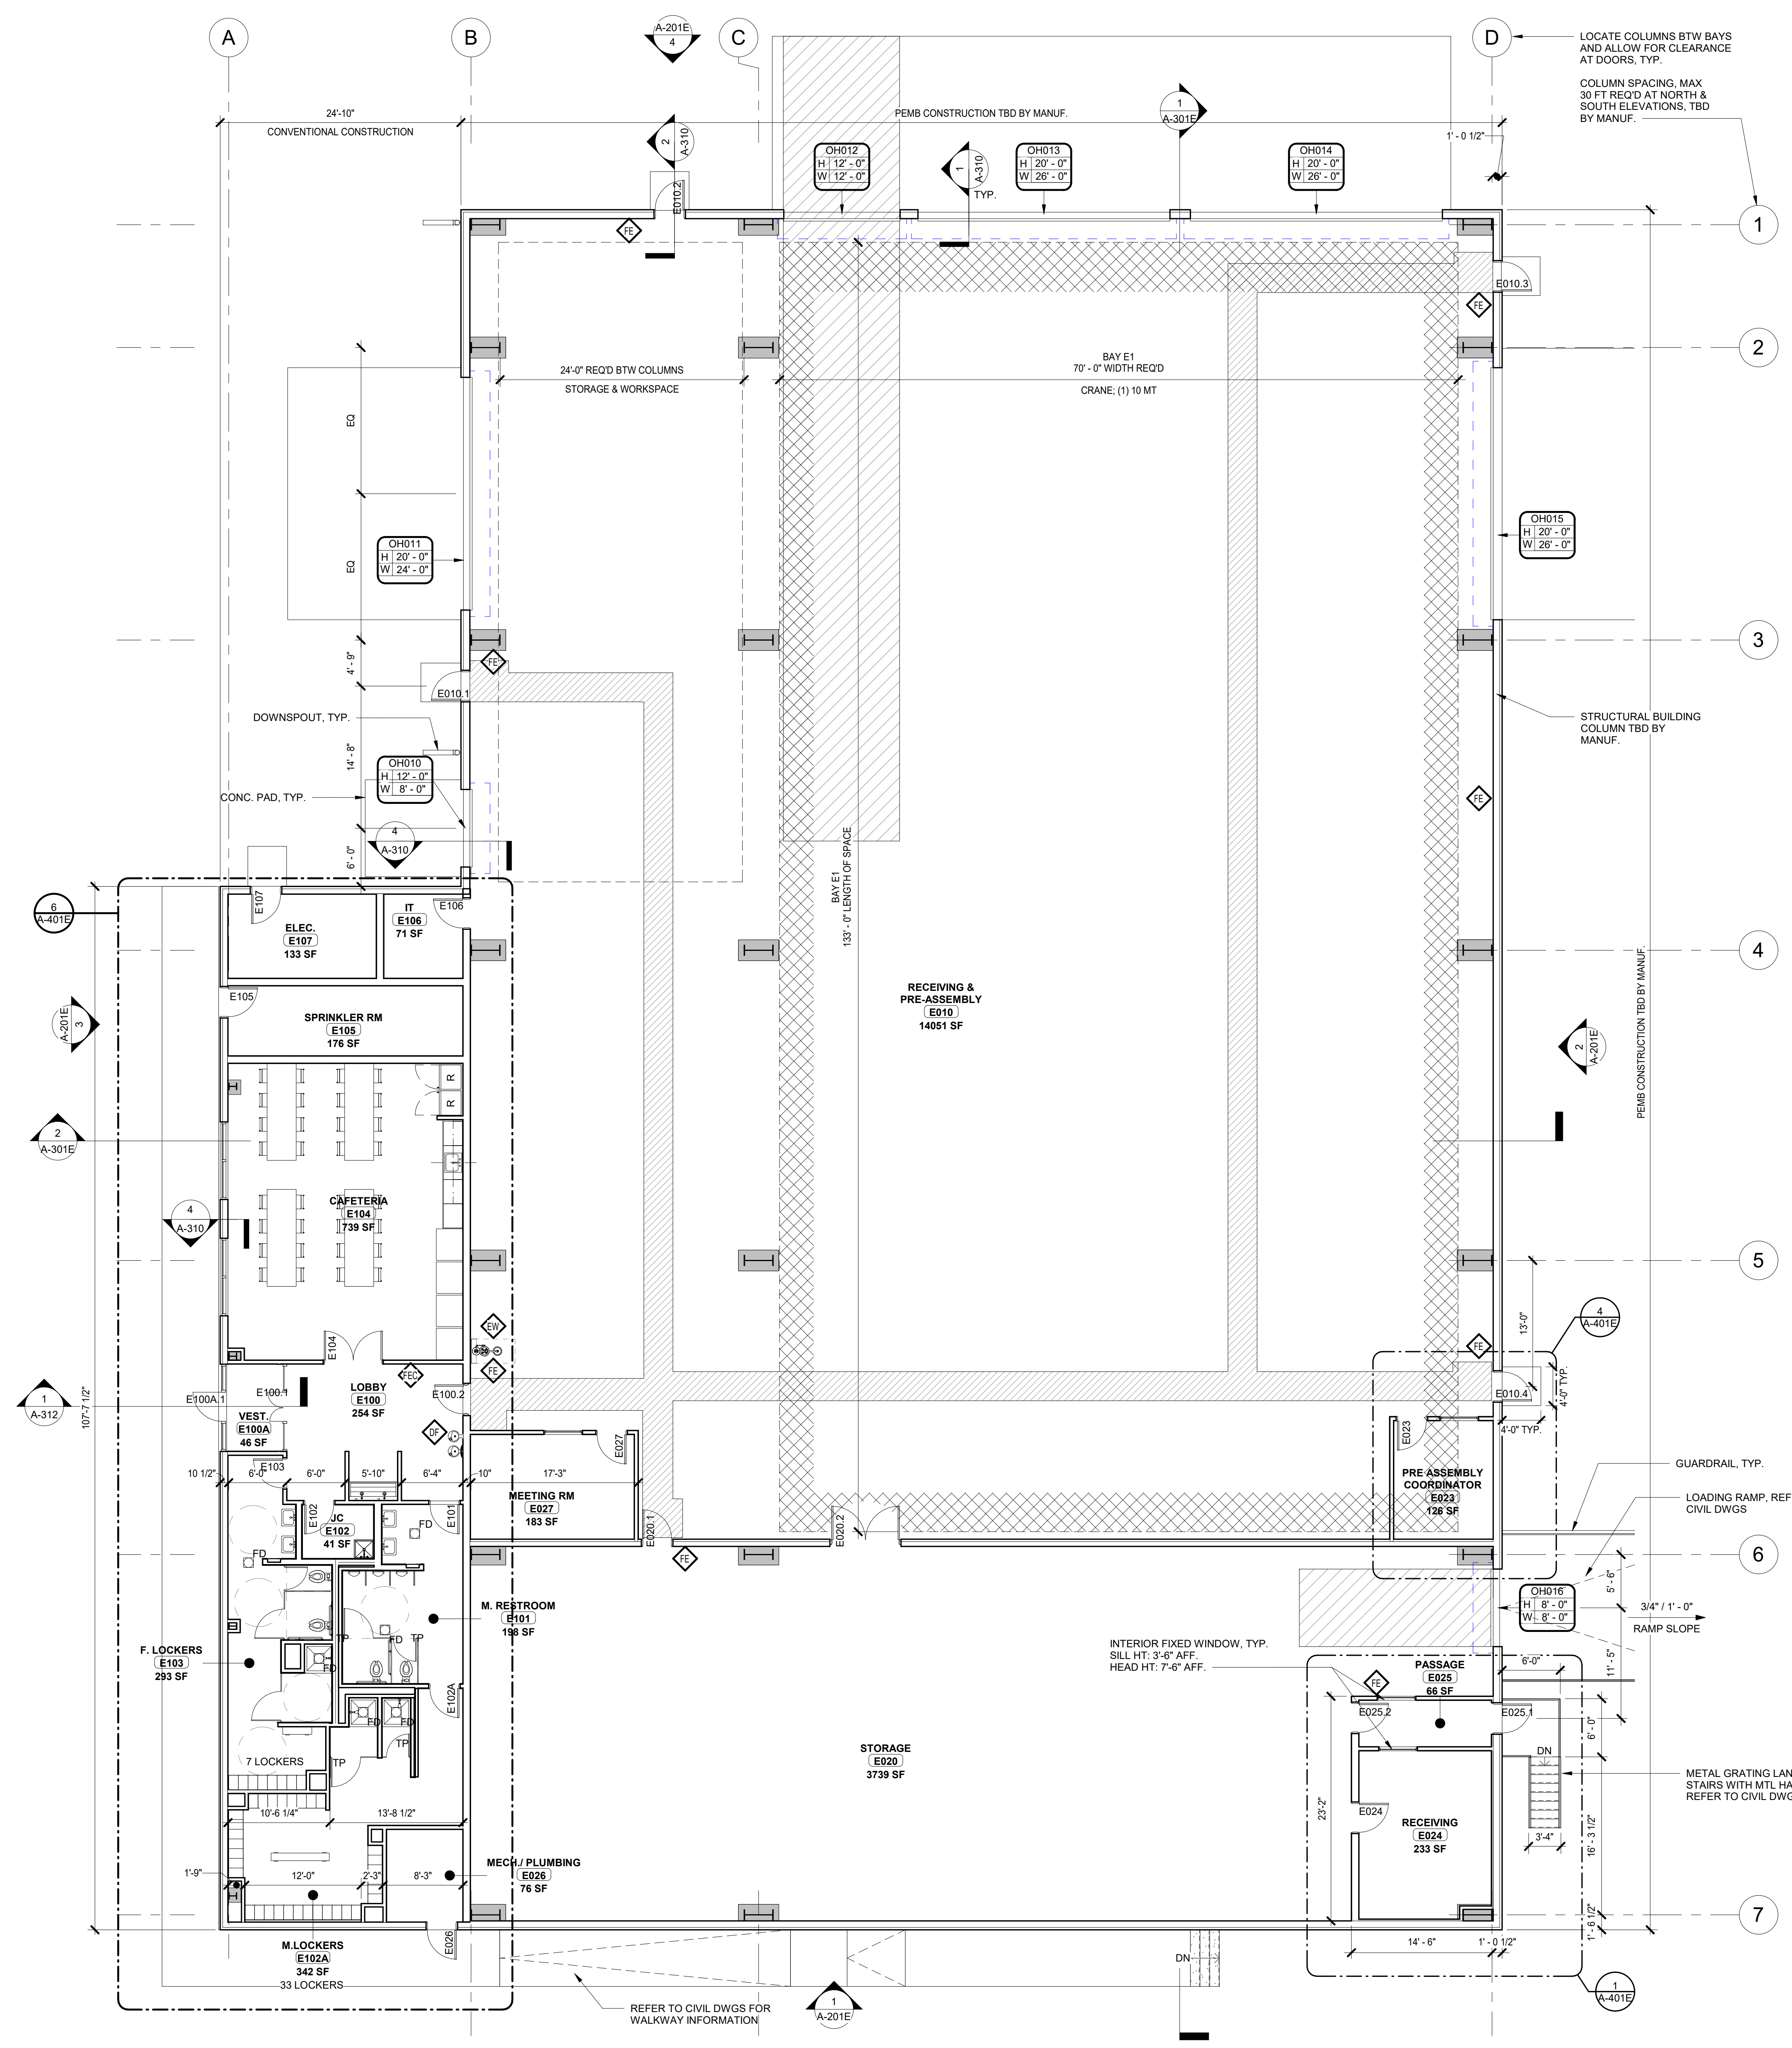 A
B
C
D
A-201E
4
LOCATE COLUMNS BTW BAYS
AND ALLOW FOR CLEARANCE
AT DOORS, TYP.
COLUMN SPACING, MAX
30 FT REQ'D AT NORTH &
SOUTH ELEVATIONS, TBD
BY MANUF.
24'-10"
CONVENTIONAL CONSTRUCTION
PEMB CONSTRUCTION TBD BY MANUF.
1
A-301E
1' - 0 1/2"
2
A-310
OH012
H 12' - 0"
W 12' - 0"
1
A-310
TYP.
OH013
H 20' - 0"
W 26' - 0"
OH014
H 20' - 0"
W 26' - 0"
E010.2
FE
1
E010.3
FE
2
24'-0" REQ'D BTW COLUMNS
STORAGE & WORKSPACE
BAY E1
70' - 0" WIDTH REQ'D
CRANE; (1) 10 MT
EQ
EQ
OH011
H 20' - 0"
W 24' - 0"
OH015
H 20' - 0"
W 26' - 0"
3
4' - 9"
FE
E010.1
DOWNSPOUT, TYP.
14' - 8"
STRUCTURAL BUILDING
COLUMN TBD BY
MANUF.
OH010
H 12' - 0"
W 8' - 0"
CONC. PAD, TYP.
FE
4
A-310
6' - 0"
BAY E1
133' - 0" LENGTH OF SPACE
6
A-401E
E107
ELEC.
E107
133 SF
IT
E106
71 SF
E106
4
PEMB CONSTRUCTION TBD BY MANUF.
E105
SPRINKLER RM
E105
176 SF
RECEIVING &
PRE-ASSEMBLY
E010
14051 SF
A-201E
3
2
A-201E
R
R
2
A-301E
CAFETERIA
E104
739 SF
4
A-310
5
13'-0"
4
A-401E
EW
FE
FE
E104
FEC
LOBBY
E100
254 SF
E100.2
E100A.1
E100.1
1
A-312
107'-7 1/2"
VEST.
E100A
46 SF
DF
E010.4
4'-0" TYP.
4'-0" TYP.
E103
10 1/2"
6'-0"
6'-0"
5'-10"
6'-4"
10"
17'-3"
E027
E023
MEETING RM
E027
183 SF
PRE ASSEMBLY
COORDINATOR
E023
126 SF
GUARDRAIL, TYP.
LOADING RAMP, REF
CIVIL DWGS
E102
JC
E102
41 SF
E101
FD
FD
E020.1
E020.2
FE
6
5' - 6"
OH016
H 8' - 0"
W 8' - 0"
3/4" / 1' - 0"
RAMP SLOPE
M. RESTROOM
E101
198 SF
TP
FD
TP
FD
F. LOCKERS
E103
293 SF
INTERIOR FIXED WINDOW, TYP.
SILL HT: 3'-6" AFF.
HEAD HT: 7'-6" AFF.
PASSAGE
E025
66 SF
6'-0"
11' - 5"
FE
E102A
E025.2
E025.1
FD
FD
TP
TP
7 LOCKERS
6' - 0"
STORAGE
E020
3739 SF
DN
METAL GRATING LAN
STAIRS WITH MTL HA
REFER TO CIVIL DWG
10'-6 1/4"
13'-8 1/2"
23'-2"
E024
RECEIVING
E024
233 SF
3'-4"
16' - 3 1/2"
1'-9"
12'-0"
2'-3"
8'-3"
MECH./ PLUMBING
E026
76 SF
7
1' - 6 1/2"
E026
M.LOCKERS
E102A
342 SF
33 LOCKERS
14' - 6"
1' - 0 1/2"
DN
REFER TO CIVIL DWGS FOR
WALKWAY INFORMATION
1
A-201E
1
A-401E